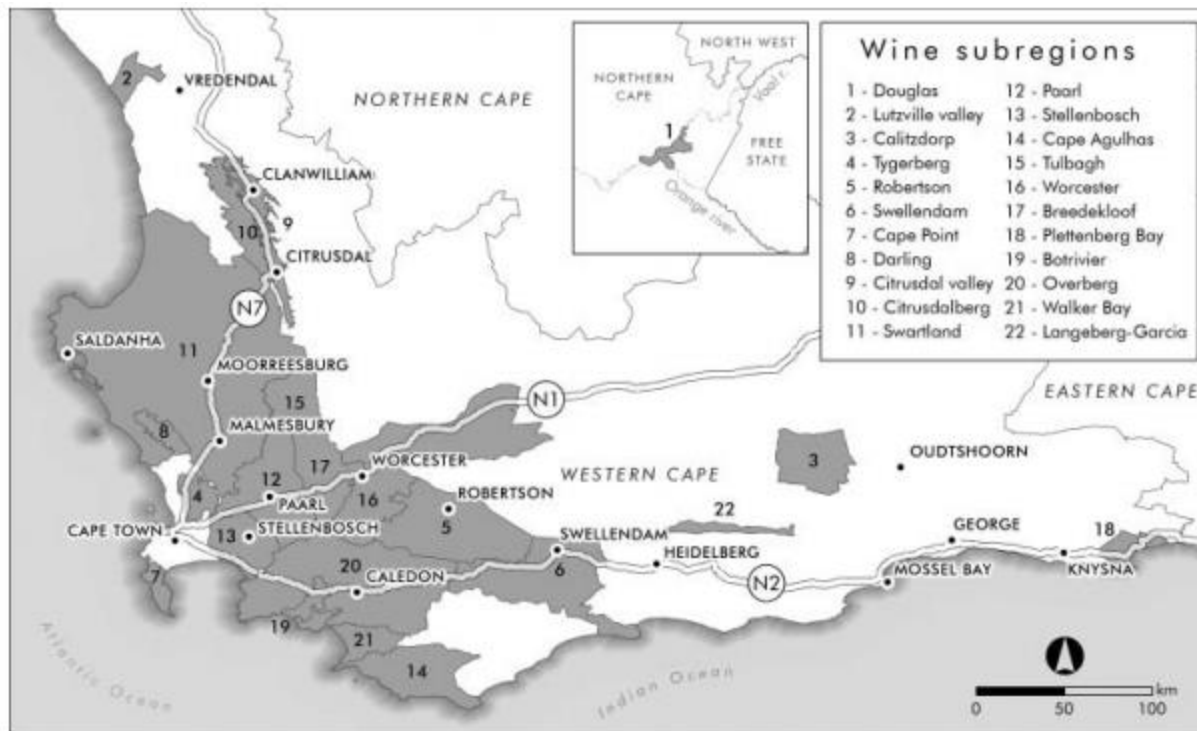 Wine subregions
1 - Douglas
2 - Lutzville valley
3 - Calitzdorp
4 - Tygerberg
5 - Robertson
6 - Swellendam
7 - Cape Point
8 - Darling
9 - Citrusdal valley
10 - Citrusdalberg
11 - Swartland
12 - Paarl
13 - Stellenbosch
14 - Cape Agulhas
15 - Tulbagh
16 - Worcester
17 - Breedekloof
18 - Plettenberg Bay
19 - Botrivier
20 - Overberg
21 - Walker Bay
22 - Langeberg-Garcia
NORTH WEST
NORTHERN
CAPE
Vaal r.
1
FREE
STATE
Orange river
2
VREDENDAL
NORTHERN CAPE
CLANWILLIAM
9
10
CITRUSDAL
N7
SALDANHA
11
MOORREESBURG
15
N1
EASTERN CAPE
8
MALMESBURY
17
WORCESTER
WESTERN CAPE
3
OUDTSHOORN
4
12
PAARL
16
ROBERTSON
5
22
CAPE TOWN
13
STELLENBOSCH
SWELLENDAM
HEIDELBERG
GEORGE
18
7
20
CALEDON
6
N2
MOSSEL BAY
KNYSNA
19
21
14
Atlantic Ocean
Indian Ocean
km
0 50 100